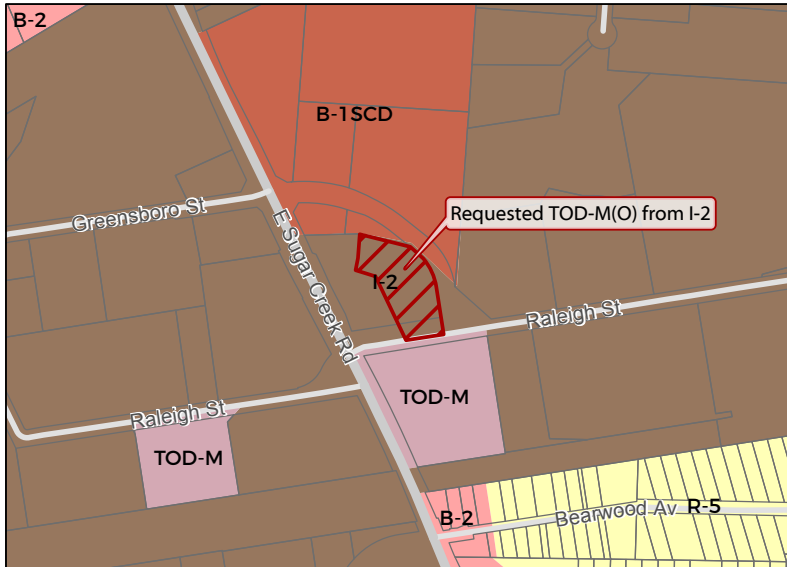 B-2
B-1SCD
Greensboro St
Requested TOD-M(O) from I-2
E Sugar Creek Rd
I-2
Raleigh St
TOD-M
Raleigh St
TOD-M
B-2
Bearwood Av
R-5